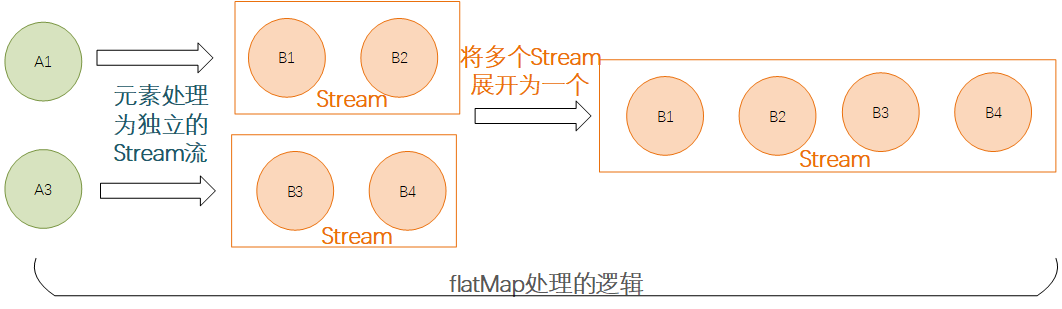 A1
元素处理
为独立的
Stream流
A3
B1
B2
Stream
B3
B4
Stream
将多个Stream
展开为一个
B1
B2
B3
B4
Stream
flatMap处理的逻辑